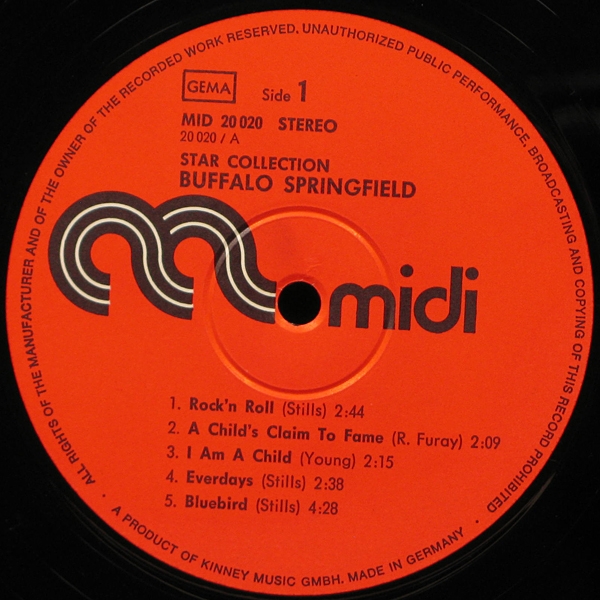 ALL RIGHTS OF THE MANUFACTURER AND OF THE OWNER OF THE RECORDED WORK RESERVED. UNAUTHORIZED PUBLIC PERFORMANCE, BROADCASTING AND COPYING OF THIS RECORD PROHIBITED
GEMA Side 1
MID 20 020 STEREO
20 020 / A
STAR COLLECTION
BUFFALO SPRINGFIELD
midi
1. Rock'n Roll (Stills) 2:44
2. A Child's Claim To Fame (R. Furay) 2:09
3. I Am A Child (Young) 2:15
4. Everdays (Stills) 2:38
5. Bluebird (Stills) 4:28
· A PRODUCT OF KINNEY MUSIC GMBH. MADE IN GERMANY ·